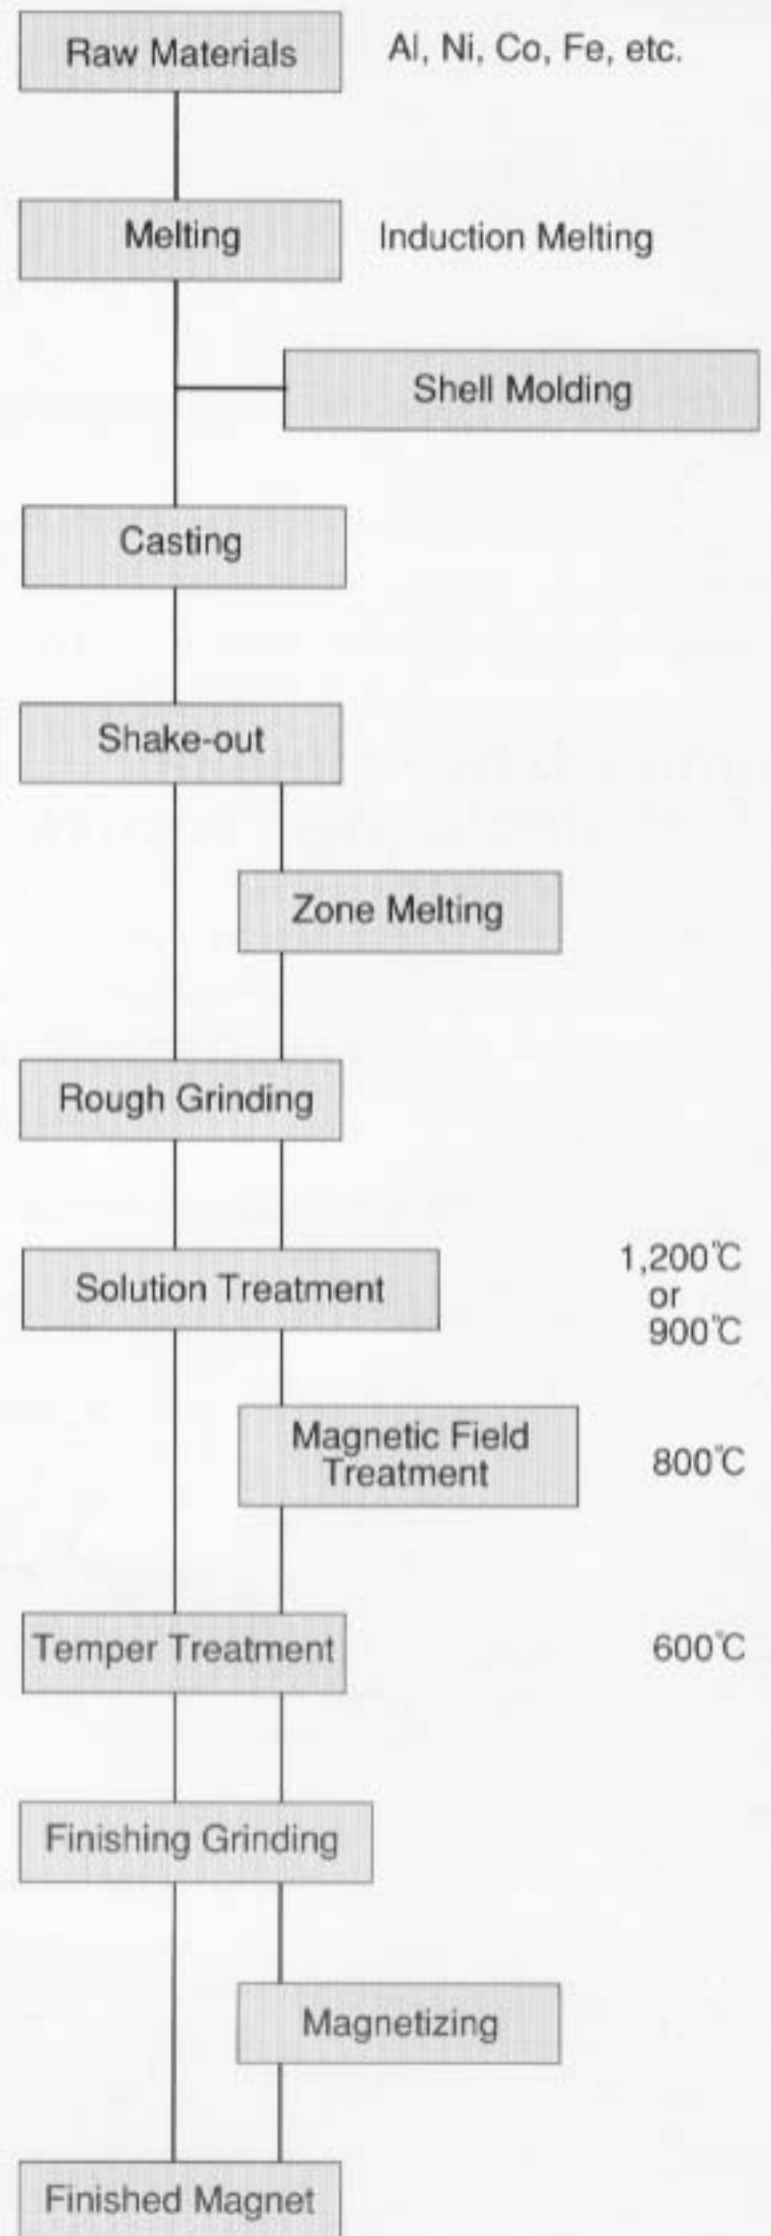 Raw Materials
Al, Ni, Co, Fe, etc.
Melting
Induction Melting
Shell Molding
Casting
Shake-out
Zone Melting
Rough Grinding
Solution Treatment
1,200℃
or
900℃
Magnetic Field
Treatment
800℃
Temper Treatment
600℃
Finishing Grinding
Magnetizing
Finished Magnet